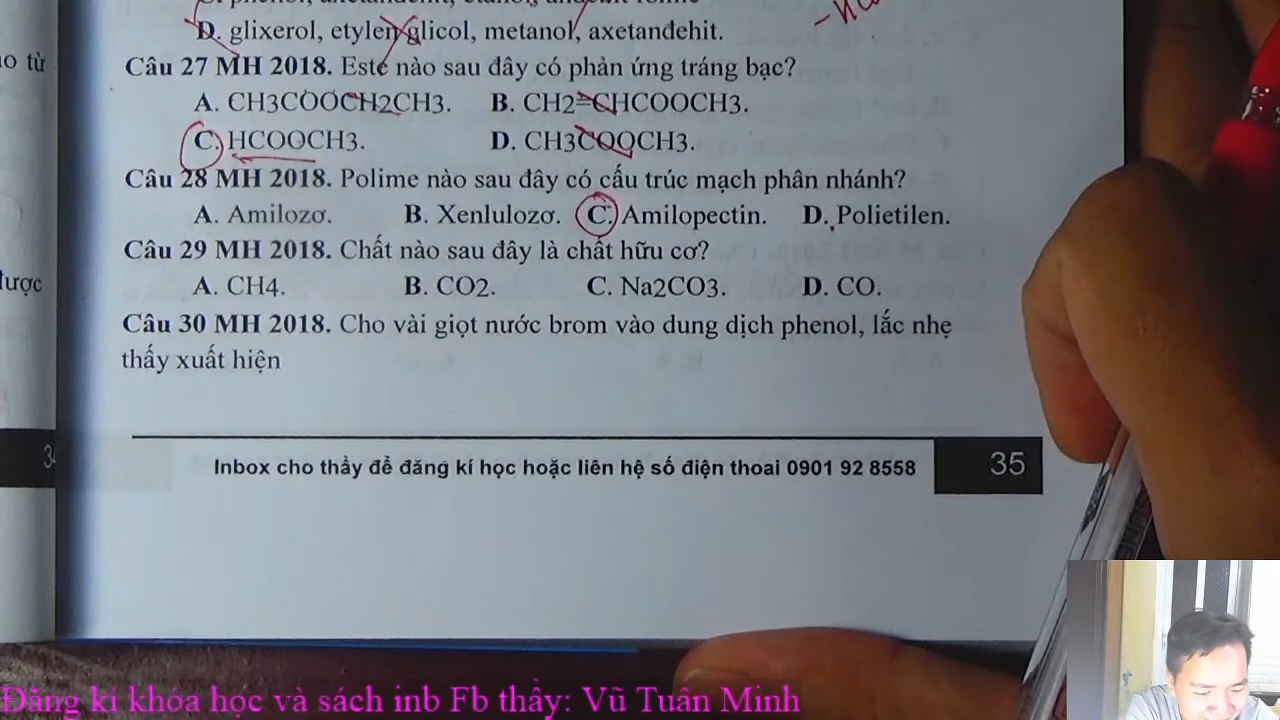 D. glixerol, etylen glicol, metanol, axetanđehit.
o từ
Câu 27 MH 2018. Este nào sau đây có phản ứng tráng bạc?
A. CH3COOCH2CH3. B. CH2=CHCOOCH3.
C. HCOOCH3. D. CH3COOCH3.
Câu 28 MH 2018. Polime nào sau đây có cấu trúc mạch phân nhánh?
A. Amilozơ. B. Xenlulozơ. C. Amilopectin. D. Polietilen.
Câu 29 MH 2018. Chất nào sau đây là chất hữu cơ?
lược
A. CH4. B. CO2. C. Na2CO3. D. CO.
Câu 30 MH 2018. Cho vài giọt nước brom vào dung dịch phenol, lắc nhẹ
thấy xuất hiện
Inbox cho thầy để đăng kí học hoặc liên hệ số điện thoai 0901 92 8558
35
Đăng kí khóa học và sách inb Fb thầy: Vũ Tuấn Minh